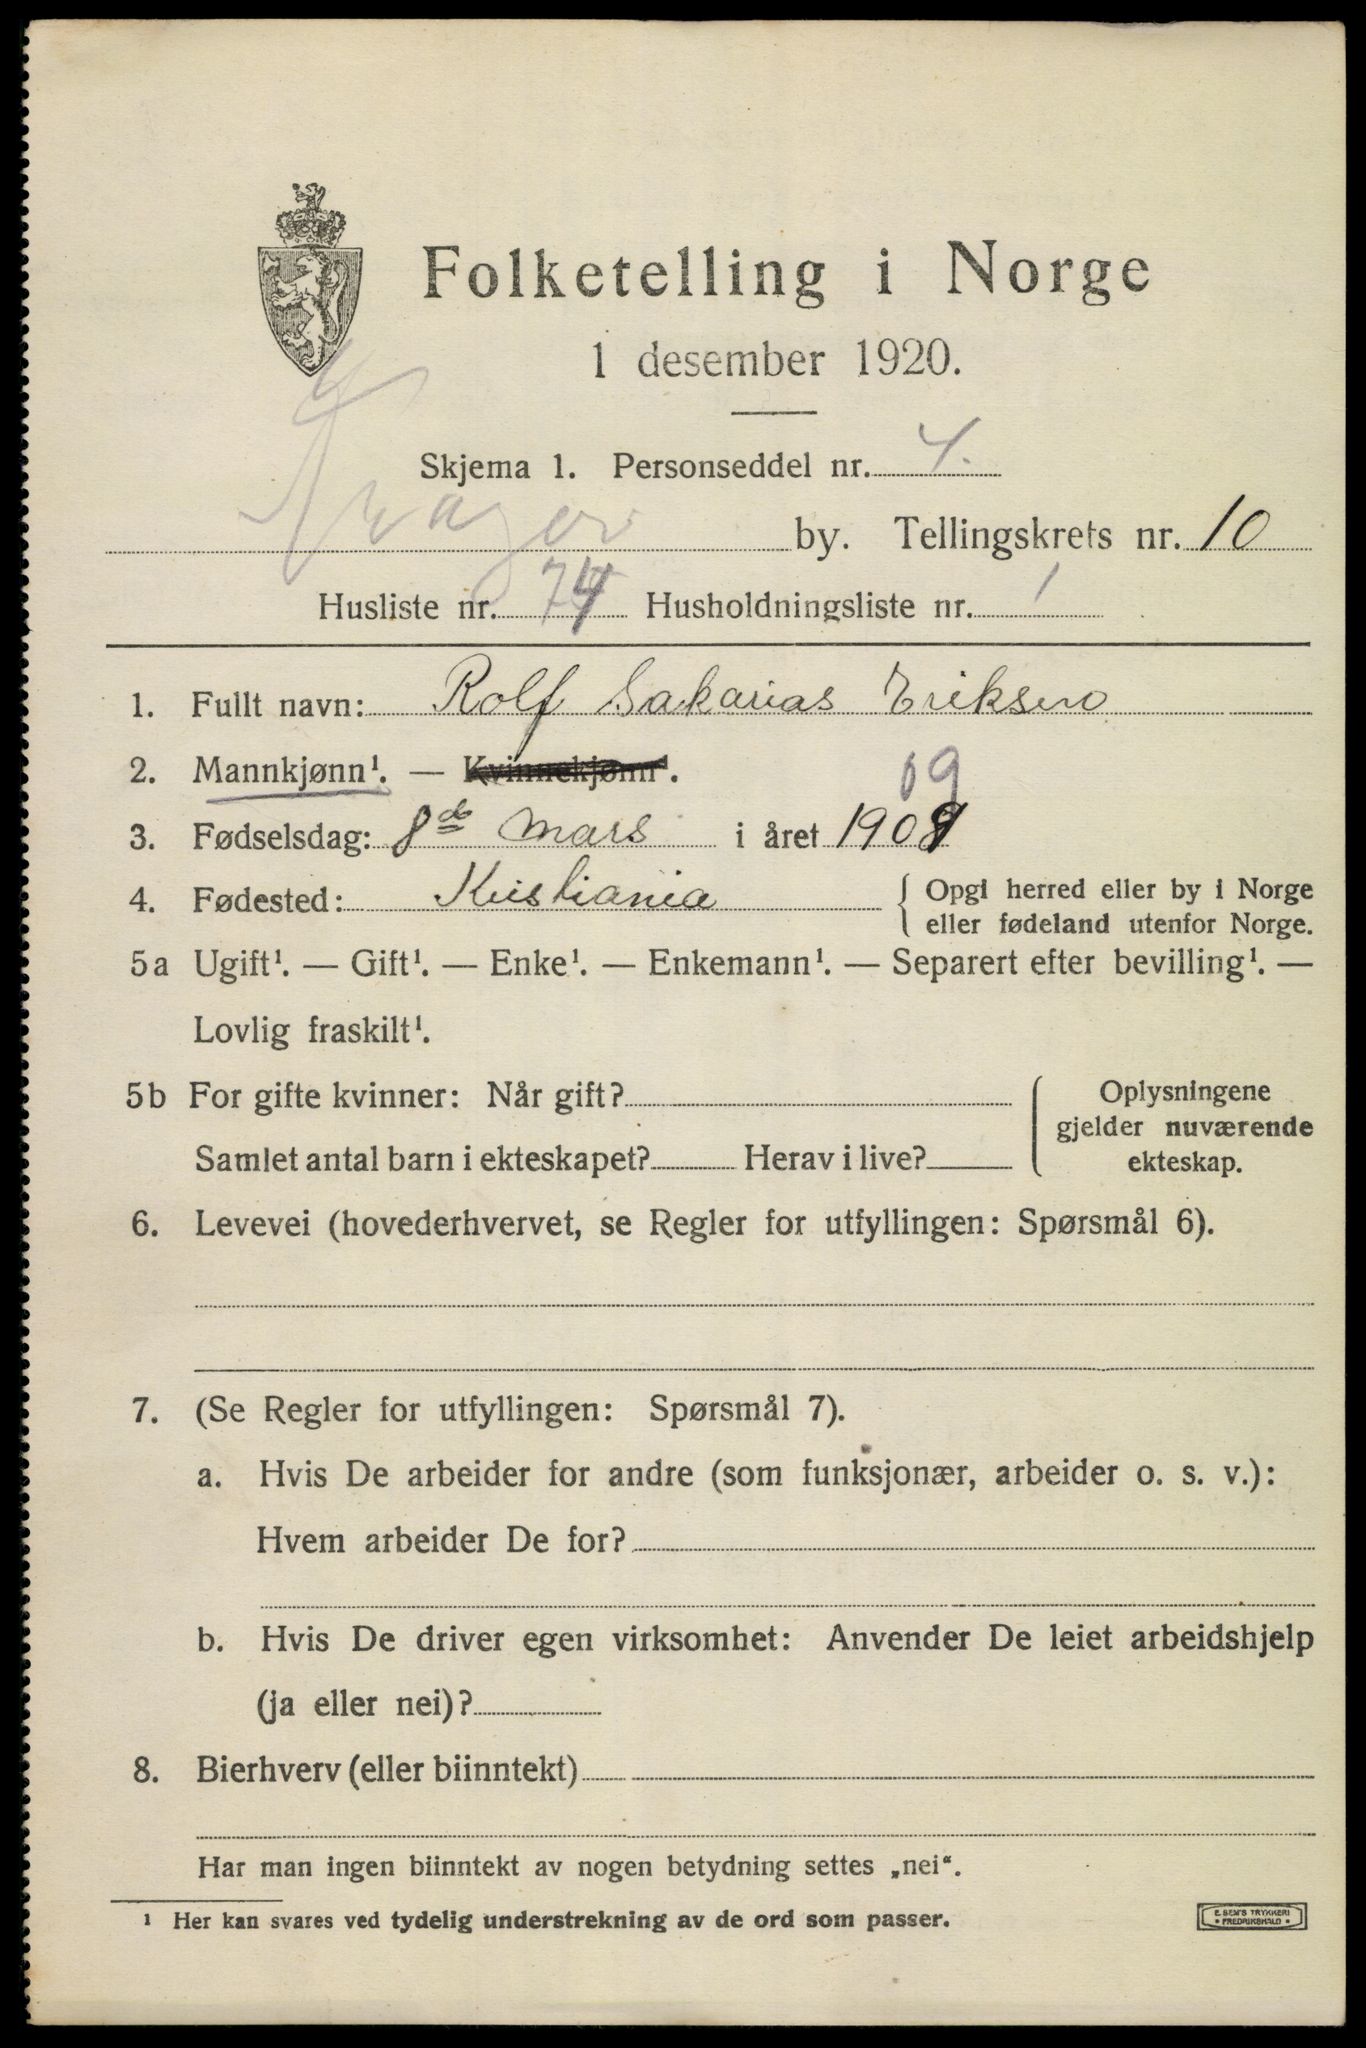 Folketelling i Norge
1 desember 1920.
Skjema 1. Personseddel nr. 4.
Kragerø by. Tellingskrets nr. 10
Husliste nr. 74 Husholdningsliste nr. 1
1. Fullt navn: Rolf Sakarias Eriksen
2. Mannkjønn¹. — Kvinnekjønn¹.
09
3. Fødselsdag: 8de mars i året 1909
4. Fødested: Kristiania { Opgi herred eller by i Norge
eller fødeland utenfor Norge.
5a Ugift¹. — Gift¹. — Enke¹. — Enkemann¹. — Separert efter bevilling¹. —
Lovlig fraskilt¹.
5b For gifte kvinner: Når gift?
Samlet antal barn i ekteskapet? Herav i live?
Oplysningene
gjelder nuværende
ekteskap.
6. Levevei (hovederhvervet, se Regler for utfyllingen: Spørsmål 6).
7. (Se Regler for utfyllingen: Spørsmål 7).
a. Hvis De arbeider for andre (som funksjonær, arbeider o. s. v.):
Hvem arbeider De for?
b. Hvis De driver egen virksomhet: Anvender De leiet arbeidshjelp
(ja eller nei)?
8. Bierhverv (eller biinntekt)
Har man ingen biinntekt av nogen betydning settes „nei“.
¹ Her kan svares ved tydelig understrekning av de ord som passer.
E. SEM'S TRYKKERI
• FREDRIKSHALD •